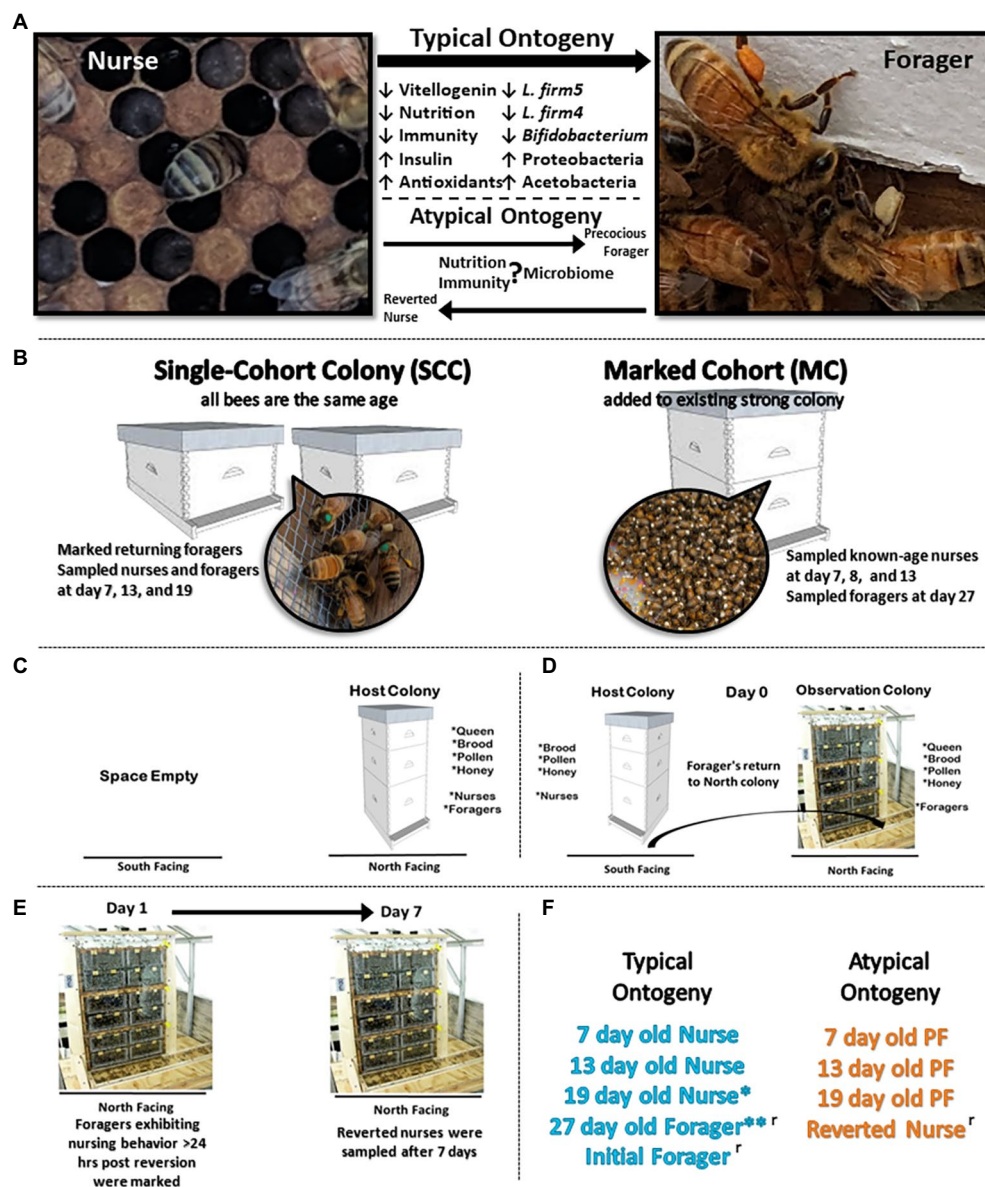 A
Nurse
Typical Ontogeny
Forager
↓ Vitellogenin ↓ L. firm5
↓ Nutrition ↓ L. firm4
↓ Immunity ↓ Bifidobacterium
↑ Insulin ↑ Proteobacteria
↑ Antioxidants ↑ Acetobacteria
Atypical Ontogeny
Precocious
Forager
Nutrition ? Microbiome
Immunity
Reverted
Nurse
B
Single-Cohort Colony (SCC)
all bees are the same age
Marked returning foragers
Sampled nurses and foragers
at day 7, 13, and 19
Marked Cohort (MC)
added to existing strong colony
Sampled known-age nurses
at day 7, 8, and 13
Sampled foragers at day 27
C
Space Empty
South Facing
Host Colony
*Queen
*Brood
*Pollen
*Honey
*Nurses
*Foragers
North Facing
D
Host Colony
*Brood
*Pollen
*Honey
*Nurses
South Facing
Day 0
Forager's return
to North colony
Observation Colony
*Queen
*Brood
*Pollen
*Honey
*Foragers
North Facing
E
Day 1
North Facing
Foragers exhibiting
nursing behavior >24
hrs post reversion
were marked
Day 7
North Facing
Reverted nurses were
sampled after 7 days
F
Typical
Ontogeny
7 day old Nurse
13 day old Nurse
19 day old Nurse*
27 day old Forager** r
Initial Forager r
Atypical
Ontogeny
7 day old PF
13 day old PF
19 day old PF
Reverted Nurse r